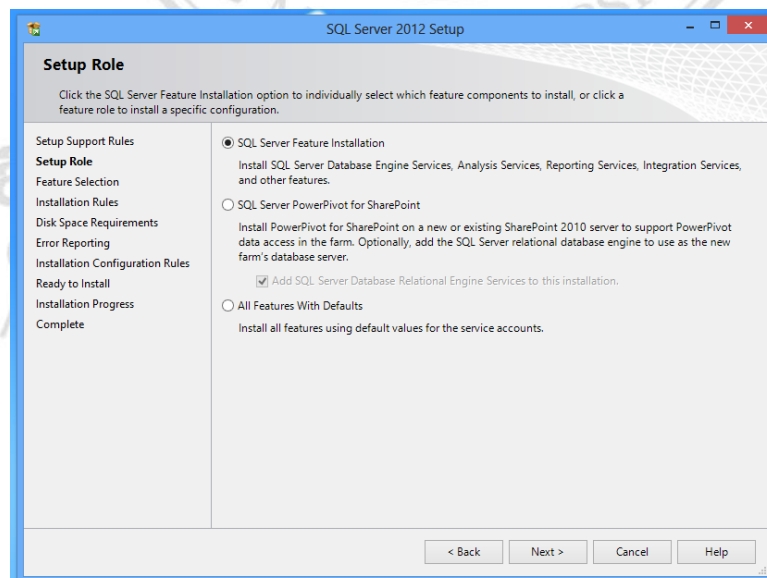 SQL Server 2012 Setup
Setup Role
Click the SQL Server Feature Installation option to individually select which feature components to install, or click a
feature role to install a specific configuration.
Setup Support Rules
Setup Role
Feature Selection
Installation Rules
Disk Space Requirements
Error Reporting
Installation Configuration Rules
Ready to Install
Installation Progress
Complete
SQL Server Feature Installation
Install SQL Server Database Engine Services, Analysis Services, Reporting Services, Integration Services,
and other features.
SQL Server PowerPivot for SharePoint
Install PowerPivot for SharePoint on a new or existing SharePoint 2010 server to support PowerPivot
data access in the farm. Optionally, add the SQL Server relational database engine to use as the new
farm's database server.
Add SQL Server Database Relational Engine Services to this installation.
All Features With Defaults
Install all features using default values for the service accounts.
< Back Next > Cancel Help